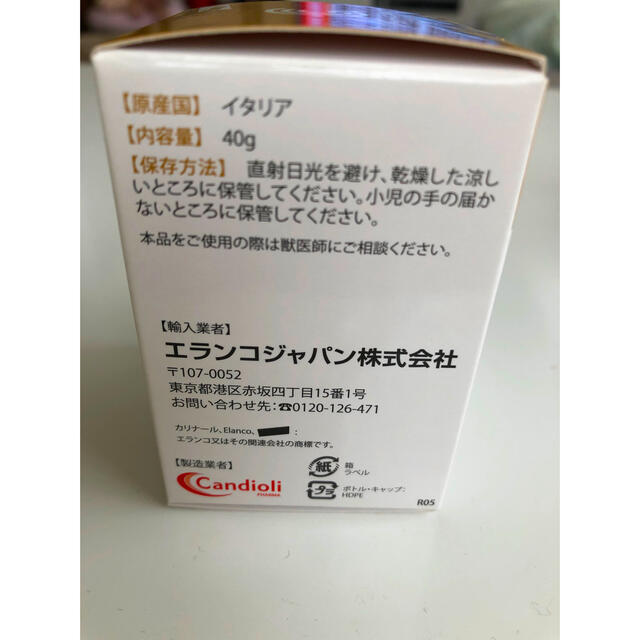 【原産国】 イタリア
【内容量】 40g
【保存方法】 直射日光を避け、乾燥した涼し
いところに保管してください。小児の手の届か
ないところに保管してください。
本品をご使用の際は獣医師にご相談ください。
【輸入業者】
エランコジャパン株式会社
〒107-0052
東京都港区赤坂四丁目15番1号
お問い合わせ先：☎0120-126-471
カリナール、Elanco、 :
エランコ又はその関連会社の商標です。
【製造業者】
Candioli
PHARMA
紙 箱
ラベル
プラ ボトル・キャップ:
HDPE
R05